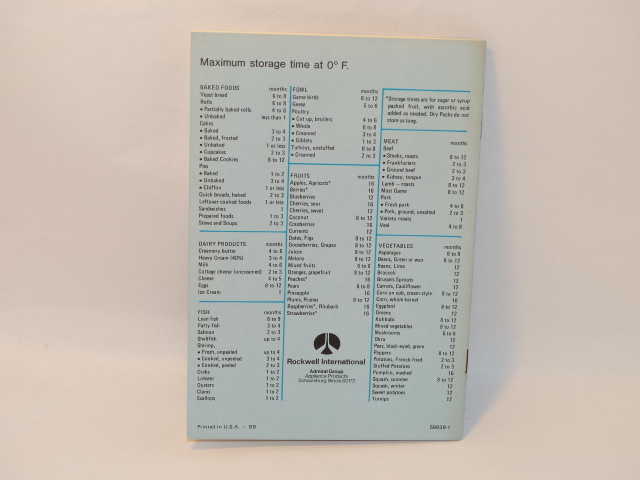 Maximum storage time at 0° F.
BAKED FOODS months
Yeast bread 6 to 8
Rolls 6 to 8
• Partially baked rolls 4 to 6
• Unbaked less than 1
Cakes
• Baked 3 to 4
• Baked, frosted 2 to 3
• Unbaked 1 or less
• Cupcakes 2 to 3
• Baked Cookies 8 to 12
Pies
• Baked 1 to 2
• Unbaked 3 to 4
• Chiffon 1 or less
Quick breads, baked 2 to 3
Leftover cooked foods 1 or less
Sandwiches 1
Prepared foods 1 to 3
Stews and Soups 2 to 3
DAIRY PRODUCTS months
Creamery butter 4 to 6
Heavy Cream (40%) 3 to 4
Milk 4 to 6
Cottage cheese (uncreamed) 2 to 3
Cheese 4 to 6
Eggs 8 to 12
Ice Cream 1
FISH months
Lean fish 6 to 8
Fatty fish 3 to 4
Salmon 2 to 3
Shellfish up to 4
Shrimp,
• Fresh, unpeeled up to 4
• Cooked, unpeeled 3 to 4
• Cooked, peeled 2 to 3
Crabs 1 to 2
Lobster 1 to 2
Oysters 1 to 2
Clams 1 to 2
Scallops 1 to 2
FOWL months
Game birds 8 to 12
Geese 5 to 6
Poultry
• Cut up, broilers 4 to 6
• Whole 6 to 8
• Creamed 3 to 4
• Giblets 1 to 3
Turkeys, unstuffed 6 to 8
• Creamed 2 to 3
FRUITS months
Apples, Apricots* 16
Berries* 16
Blueberries 12
Cherries, sour 16
Cherries, sweet 12
Coconut 8 to 12
Cranberries 16
Currents 12
Dates, Figs 8 to 12
Gooseberries, Grapes 8 to 12
Juices 8 to 12
Melons 8 to 12
Mixed fruits 6 to 8
Oranges, grapefruit 8 to 12
Peaches* 16
Pears 6 to 8
Pineapple 16
Plums, Prunes 8 to 12
Raspberries*, Rhubarb 16
Strawberries* 16
Rockwell International
Admiral Group
Appliance Products
Schaumburg, Illinois 60172
*Storage times are for sugar or syrup
packed fruit, with ascorbic acid
added as needed. Dry Packs do not
store as long.
MEAT months
Beef
• Steaks, roasts 8 to 12
• Frankfurters 2 to 3
• Ground beef 2 to 3
• Kidney, tongue 3 to 4
Lamb – roasts 8 to 12
Most Game 8 to 12
Pork
• Fresh pork 4 to 6
• Pork, ground, unsalted 2 to 3
Variety meats 1
Veal 4 to 8
VEGETABLES months
Asparagus 6 to 8
Beans, Green or wax 8 to 12
Beans, Lima 12
Broccoli 12
Brussels Sprouts 12
Carrots, Cauliflower 12
Corn on cob, cream style 8 to 12
Corn, whole kernel 16
Eggplant 8 to 12
Greens 12
Kohlrabi 8 to 12
Mixed vegetables 8 to 12
Mushrooms 6 to 8
Okra 12
Peas, black-eyed, green 12
Peppers 8 to 12
Potatoes, French fried 2 to 3
Stuffed Potatoes 2 to 3
Pumpkin, mashed 16
Squash, summer 8 to 12
Squash, winter 12
Sweet potatoes 12
Turnips 12
Printed in U.S.A. – BB
59938-1